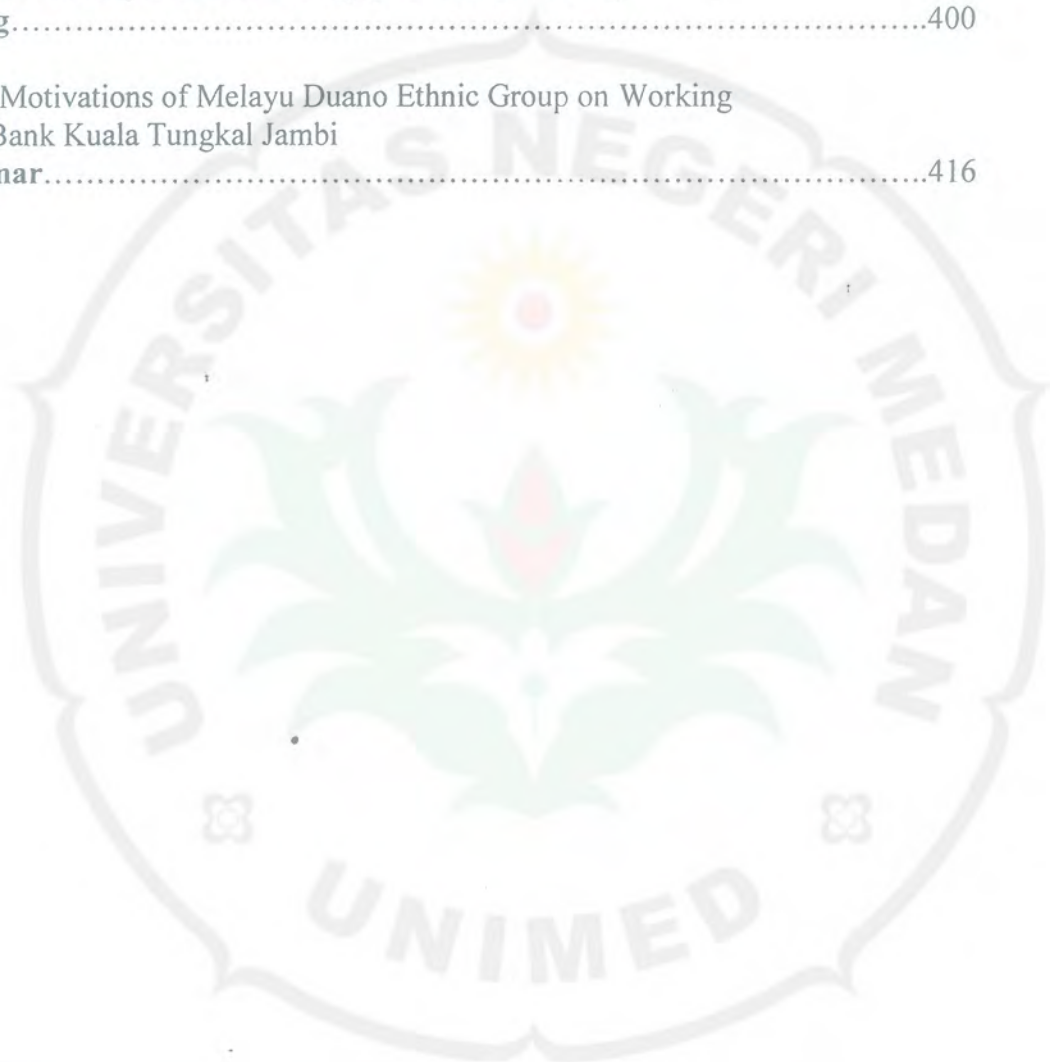 g..........................................................................................400
Motivations of Melayu Duano Ethnic Group on Working
Bank Kuala Tungkal Jambi
nar.......................................................................................416
UNIVERSITAS NEGERI MEDAN
UNIMED